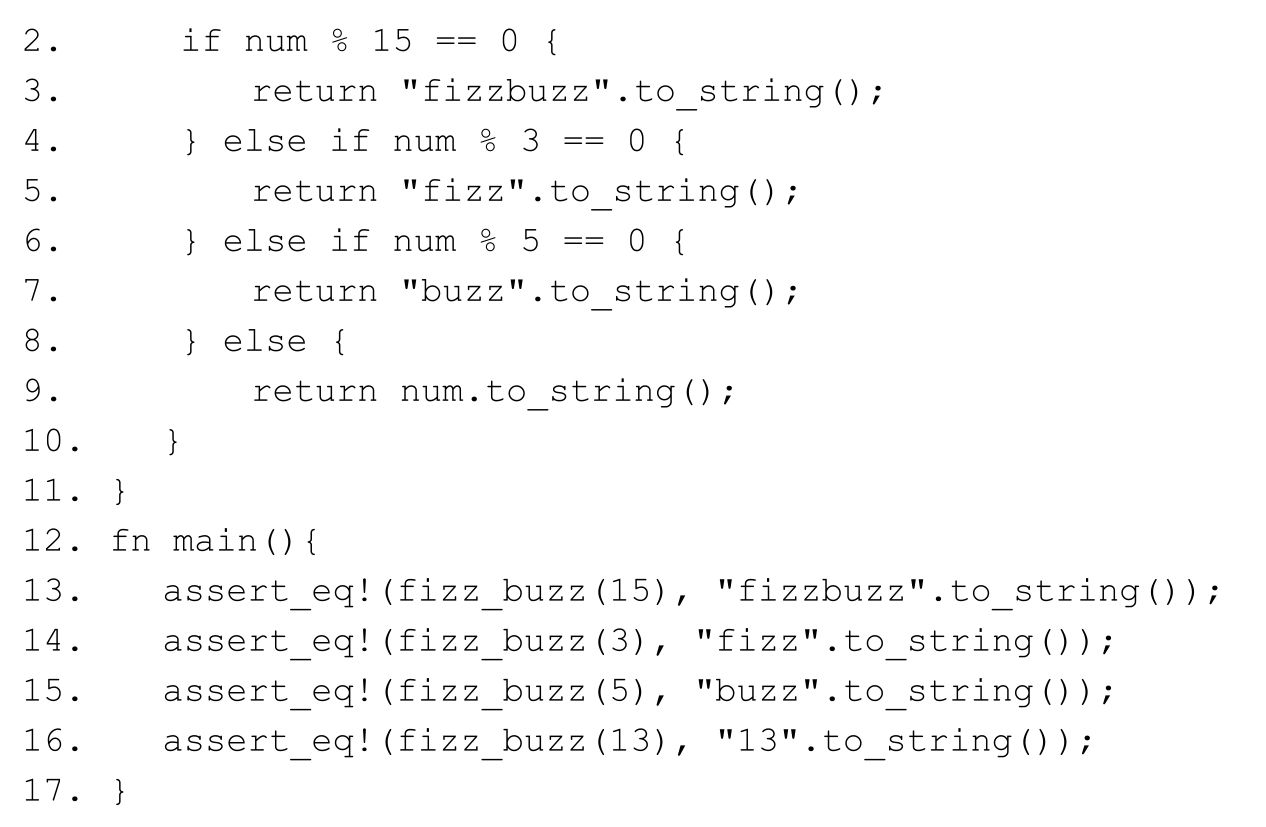 2.     if num % 15 == 0 {
3.         return "fizzbuzz".to_string();
4.     } else if num % 3 == 0 {
5.         return "fizz".to_string();
6.     } else if num % 5 == 0 {
7.         return "buzz".to_string();
8.     } else {
9.         return num.to_string();
10.    }
11. }
12. fn main(){
13.    assert_eq!(fizz_buzz(15), "fizzbuzz".to_string());
14.    assert_eq!(fizz_buzz(3), "fizz".to_string());
15.    assert_eq!(fizz_buzz(5), "buzz".to_string());
16.    assert_eq!(fizz_buzz(13), "13".to_string());
17. }